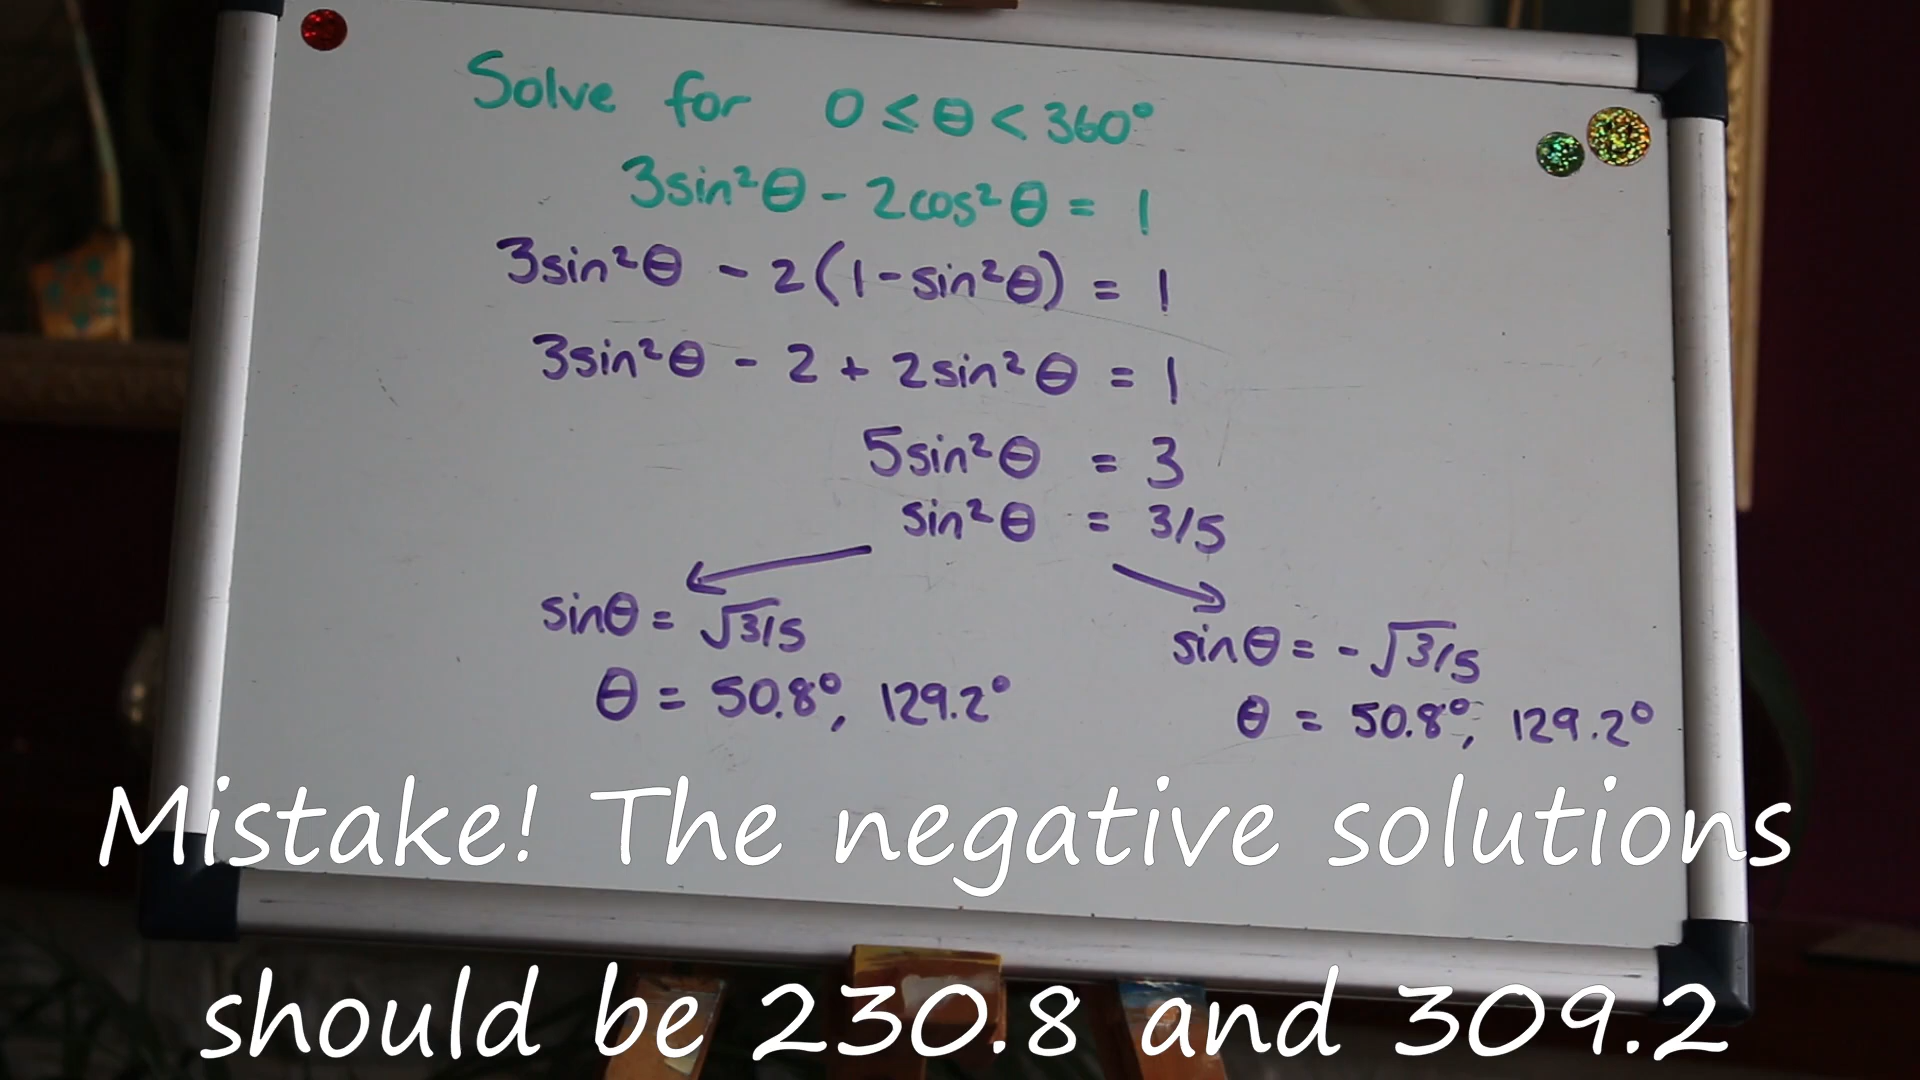 Solve for 0 ≤ θ < 360°
3sin²θ - 2cos²θ = 1
3sin²θ - 2(1-sin²θ) = 1
3sin²θ - 2 + 2sin²θ = 1
5sin²θ = 3
sin²θ = 3/5
sinθ = √3/5
θ = 50.8°, 129.2°
sinθ = -√3/5
θ = 50.8°, 129.2°
Mistake! The negative solutions
should be 230.8 and 309.2